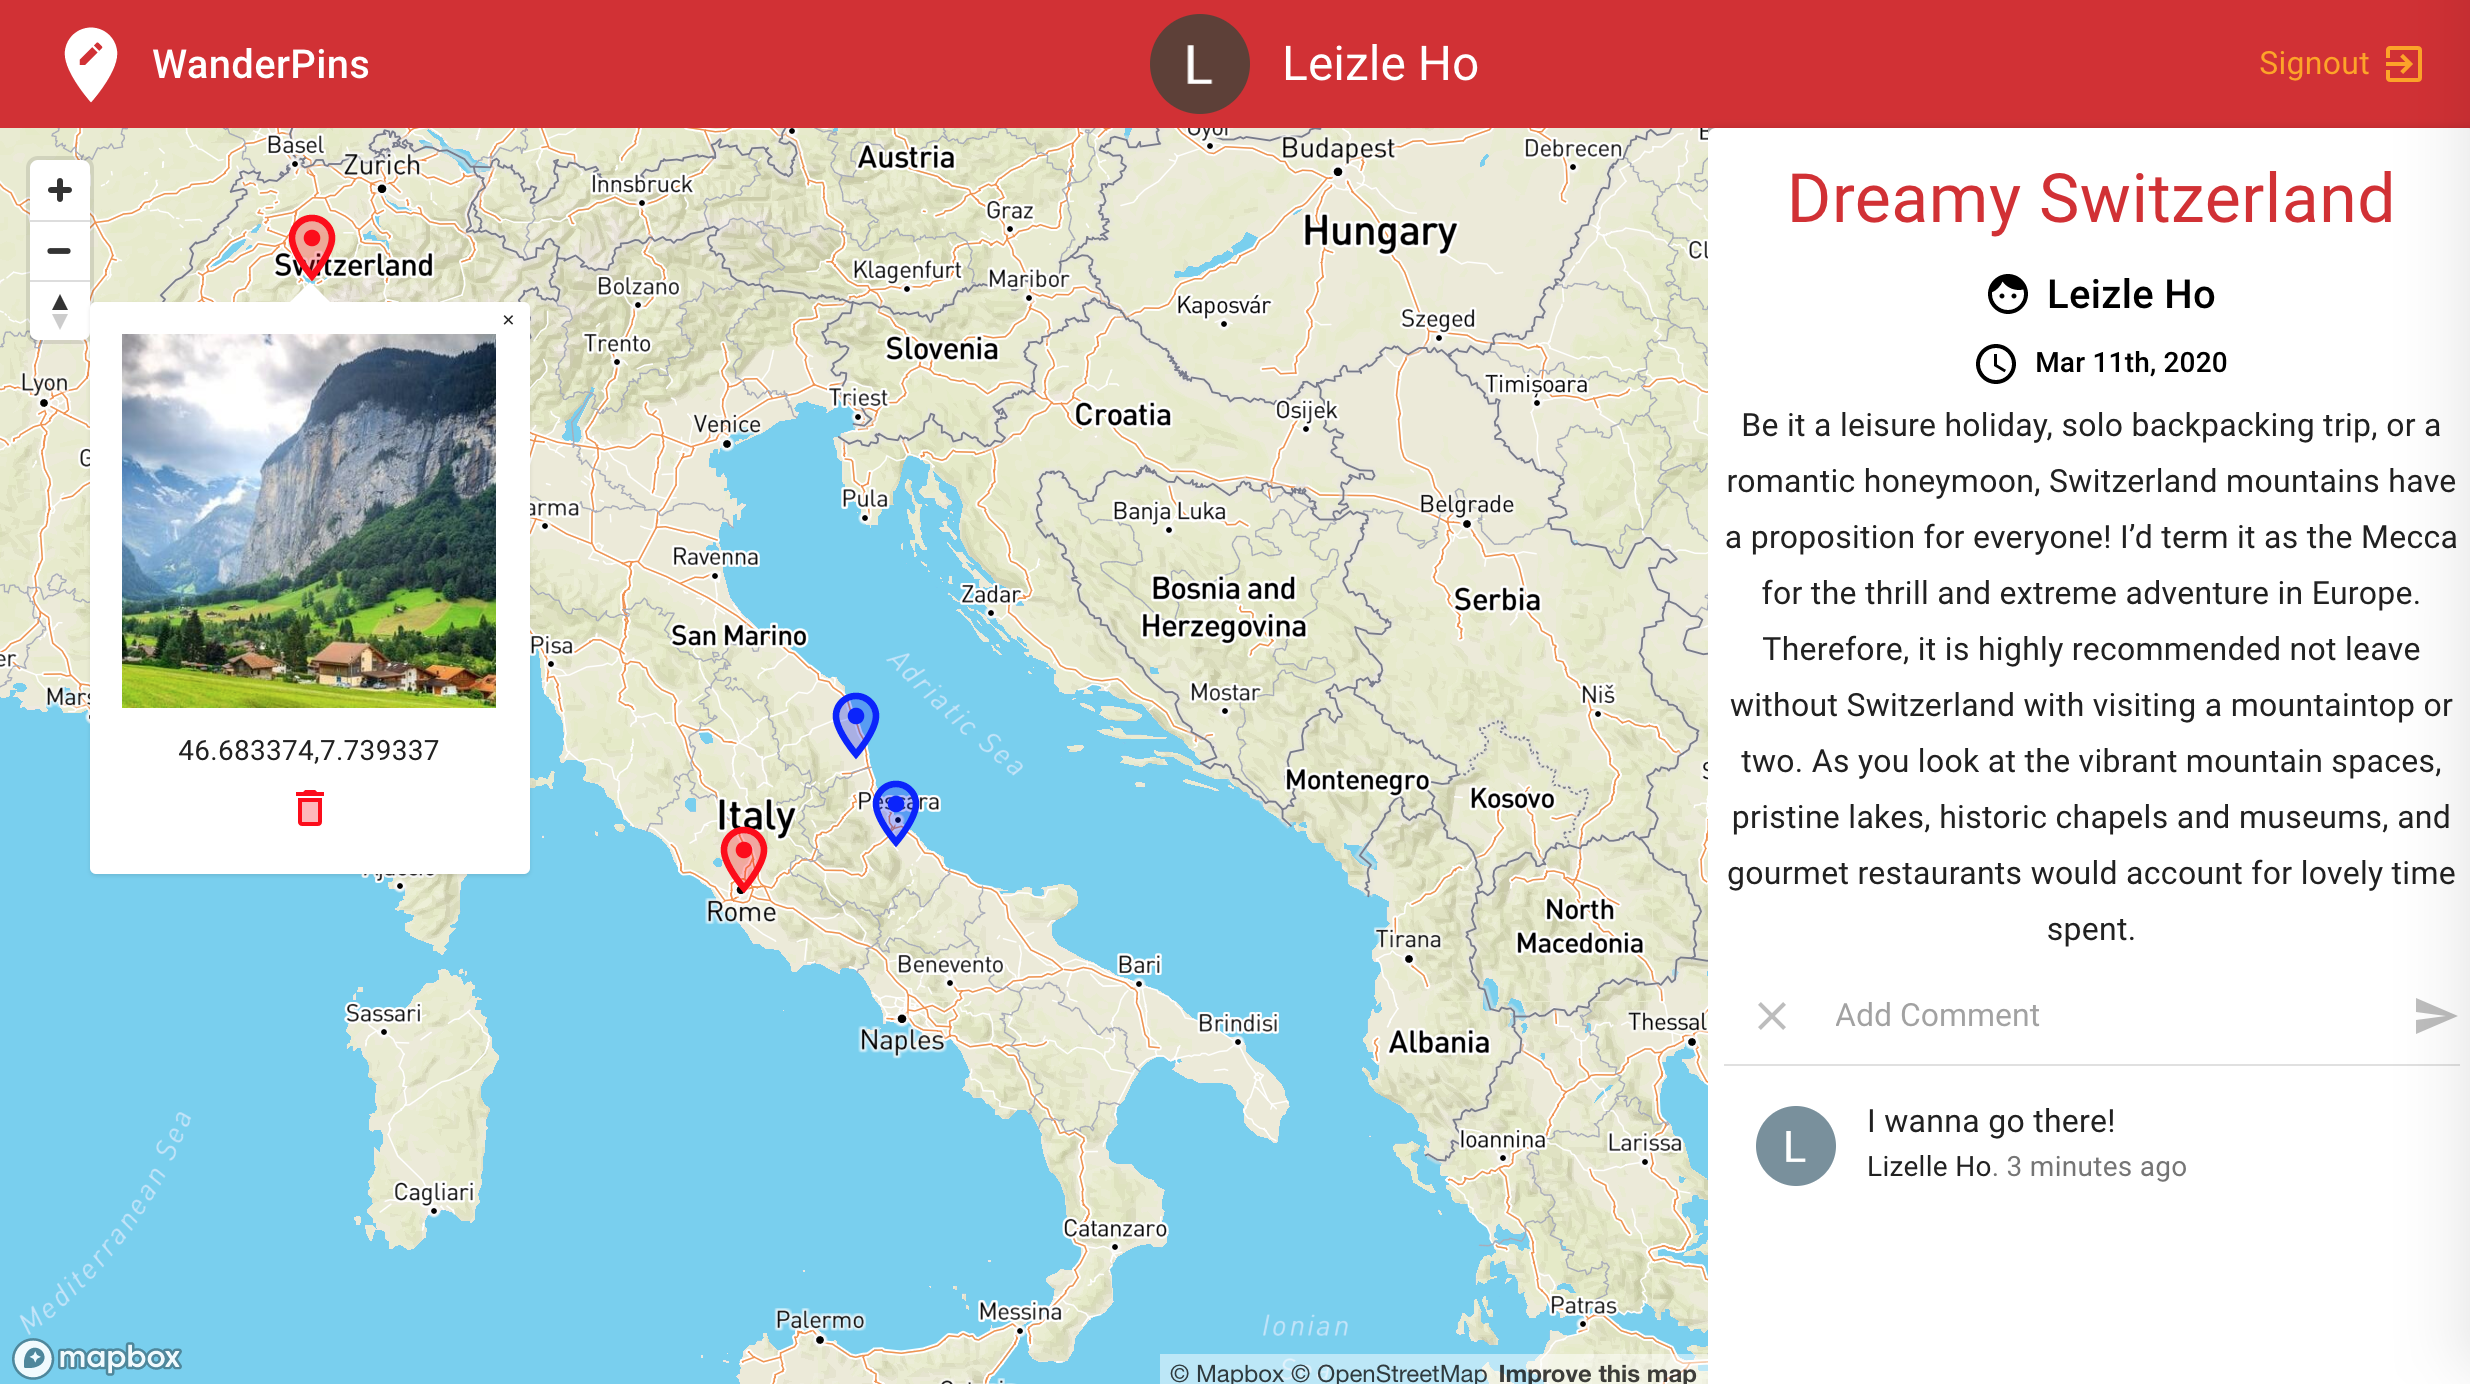 WanderPins
L
Leizle Ho
Signout
Basel
Zurich
Switzerland
Innsbruck
Austria
Graz
Budapest
Debrecen
Hungary
Bolzano
Klagenfurt
Maribor
Kaposvár
Szeged
Trento
Slovenia
Lyon
Triest
Timișoara
Venice
Croatia
Osijek
Pula
Banja Luka
Belgrade
arma
Ravenna
Zadar
Bosnia and
Herzegovina
Serbia
San Marino
Pisa
Adriatic Sea
Mars
Mostar
Niš
Montenegro
Kosovo
Pescara
Italy
Rome
North
Macedonia
Tirana
Benevento
Bari
Sassari
Naples
Brindisi
Albania
Thessal
Ioannina
Larissa
Mediterranean Sea
Cagliari
Catanzaro
Palermo
Messina
Ionian
Patras
×
46.683374,7.739337
mapbox
© Mapbox © OpenStreetMap Improve this map
Dreamy Switzerland
Leizle Ho
Mar 11th, 2020
Be it a leisure holiday, solo backpacking trip, or a
romantic honeymoon, Switzerland mountains have
a proposition for everyone! I’d term it as the Mecca
for the thrill and extreme adventure in Europe.
Therefore, it is highly recommended not leave
without Switzerland with visiting a mountaintop or
two. As you look at the vibrant mountain spaces,
pristine lakes, historic chapels and museums, and
gourmet restaurants would account for lovely time
spent.
Add Comment
L
I wanna go there!
Lizelle Ho. 3 minutes ago